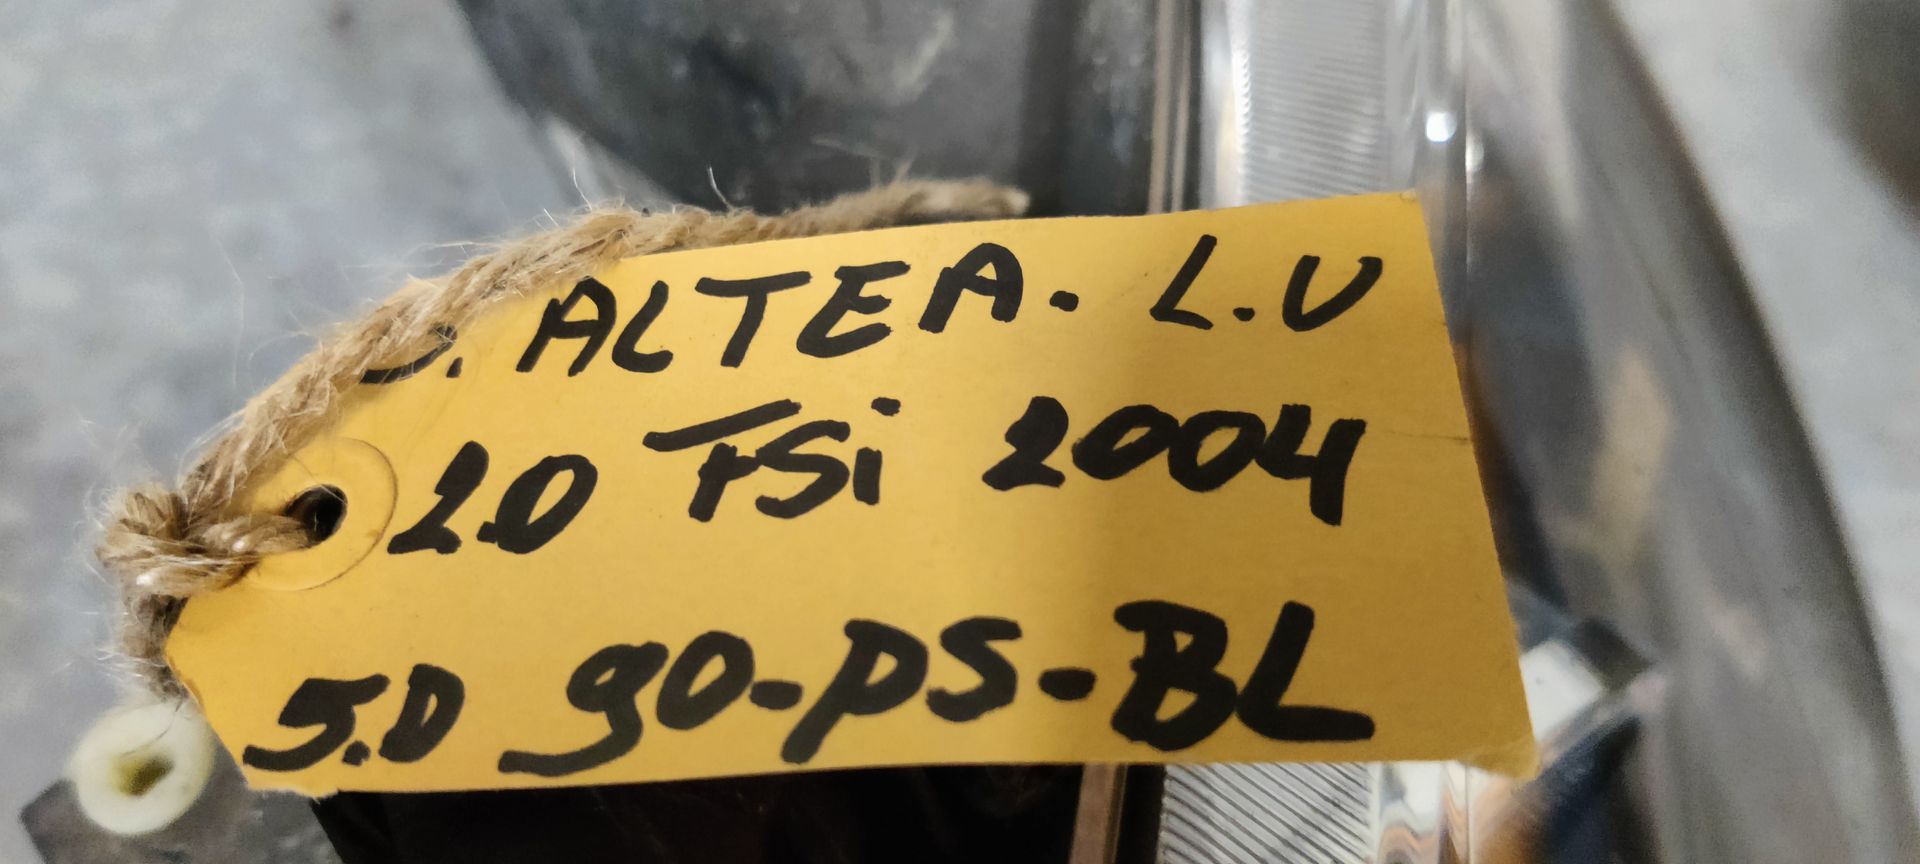 . ALTEA. L.V
2.0 FSi 2004
5.D 90-PS-BL